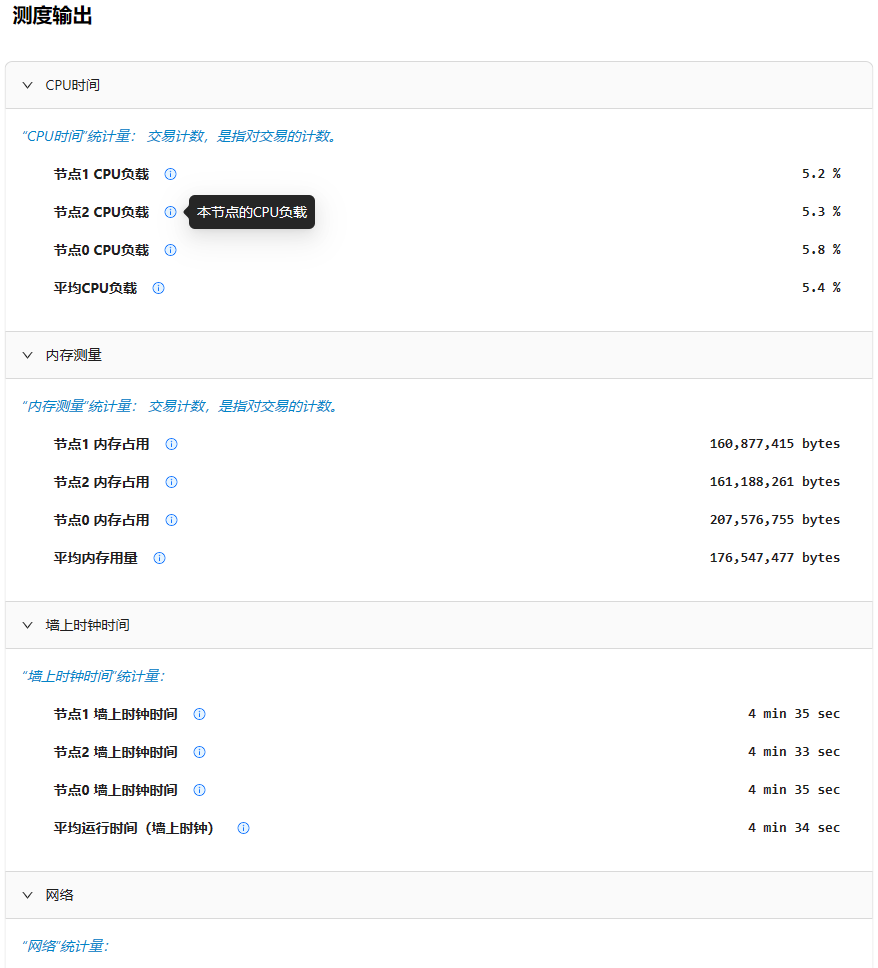 测度输出
CPU时间
“CPU时间”统计量： 交易计数，是指对交易的计数。
节点1 CPU负载 5.2 %
节点2 CPU负载 本节点的CPU负载 5.3 %
节点0 CPU负载 5.8 %
平均CPU负载 5.4 %
内存测量
“内存测量”统计量： 交易计数，是指对交易的计数。
节点1 内存占用 160,877,415 bytes
节点2 内存占用 161,188,261 bytes
节点0 内存占用 207,576,755 bytes
平均内存用量 176,547,477 bytes
墙上时钟时间
“墙上时钟时间”统计量：
节点1 墙上时钟时间 4 min 35 sec
节点2 墙上时钟时间 4 min 33 sec
节点0 墙上时钟时间 4 min 35 sec
平均运行时间（墙上时钟） 4 min 34 sec
网络
“网络”统计量：